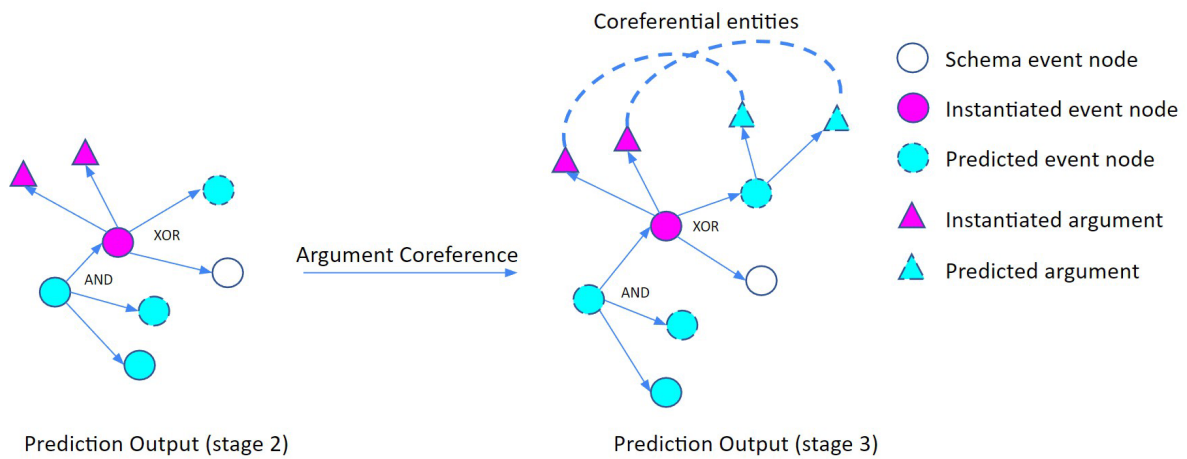 Coreferential entities
Schema event node
Instantiated event node
Predicted event node
Instantiated argument
Predicted argument
XOR
AND
Argument Coreference
XOR
AND
Prediction Output (stage 2)
Prediction Output (stage 3)